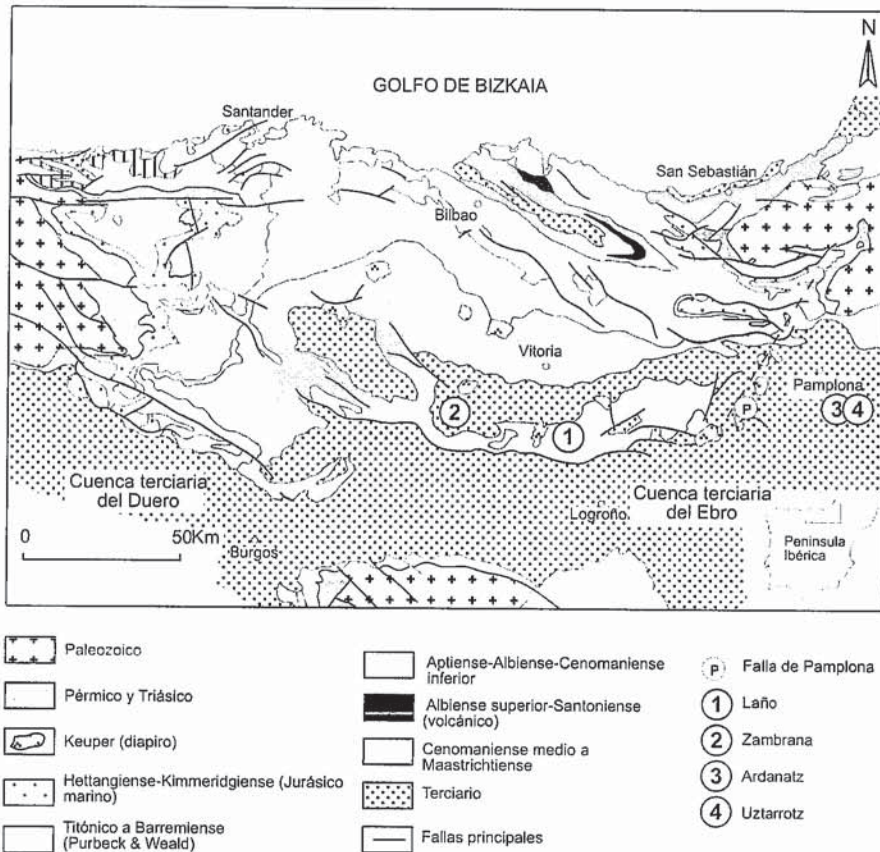 N
GOLFO DE BIZKAIA
Santander
San Sebastián
Bilbao
Vitoria
Pamplona
2
1
P
3 4
Cuenca terciaria
del Duero
Cuenca terciaria
del Ebro
Logroño
0 50Km
Burgos
Peninsula
Ibérica
Paleozoico
Pérmico y Triásico
Keuper (diapiro)
Hettangiense-Kimmeridgiense (Jurásico
marino)
Titónico a Barremiense
(Purbeck & Weald)
Aptiense-Albiense-Cenomaniense
inferior
Albiense superior-Santoniense
(volcánico)
Cenomaniense medio a
Maastrichtiense
Terciario
Fallas principales
P Falla de Pamplona
1 Laño
2 Zambrana
3 Ardanatz
4 Uztarrotz